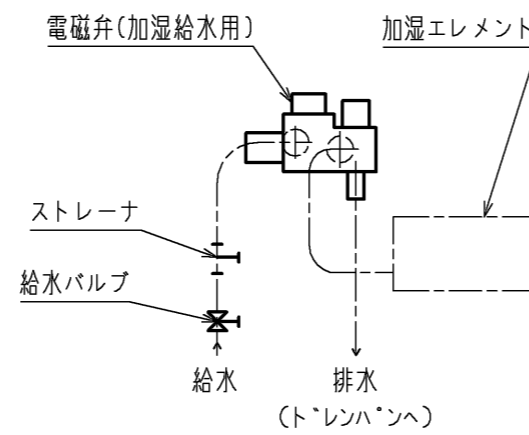 電磁弁(加湿給水用)
加湿エレメント
ストレーナ
給水バルブ
給水
排水
(ドレンパンへ)